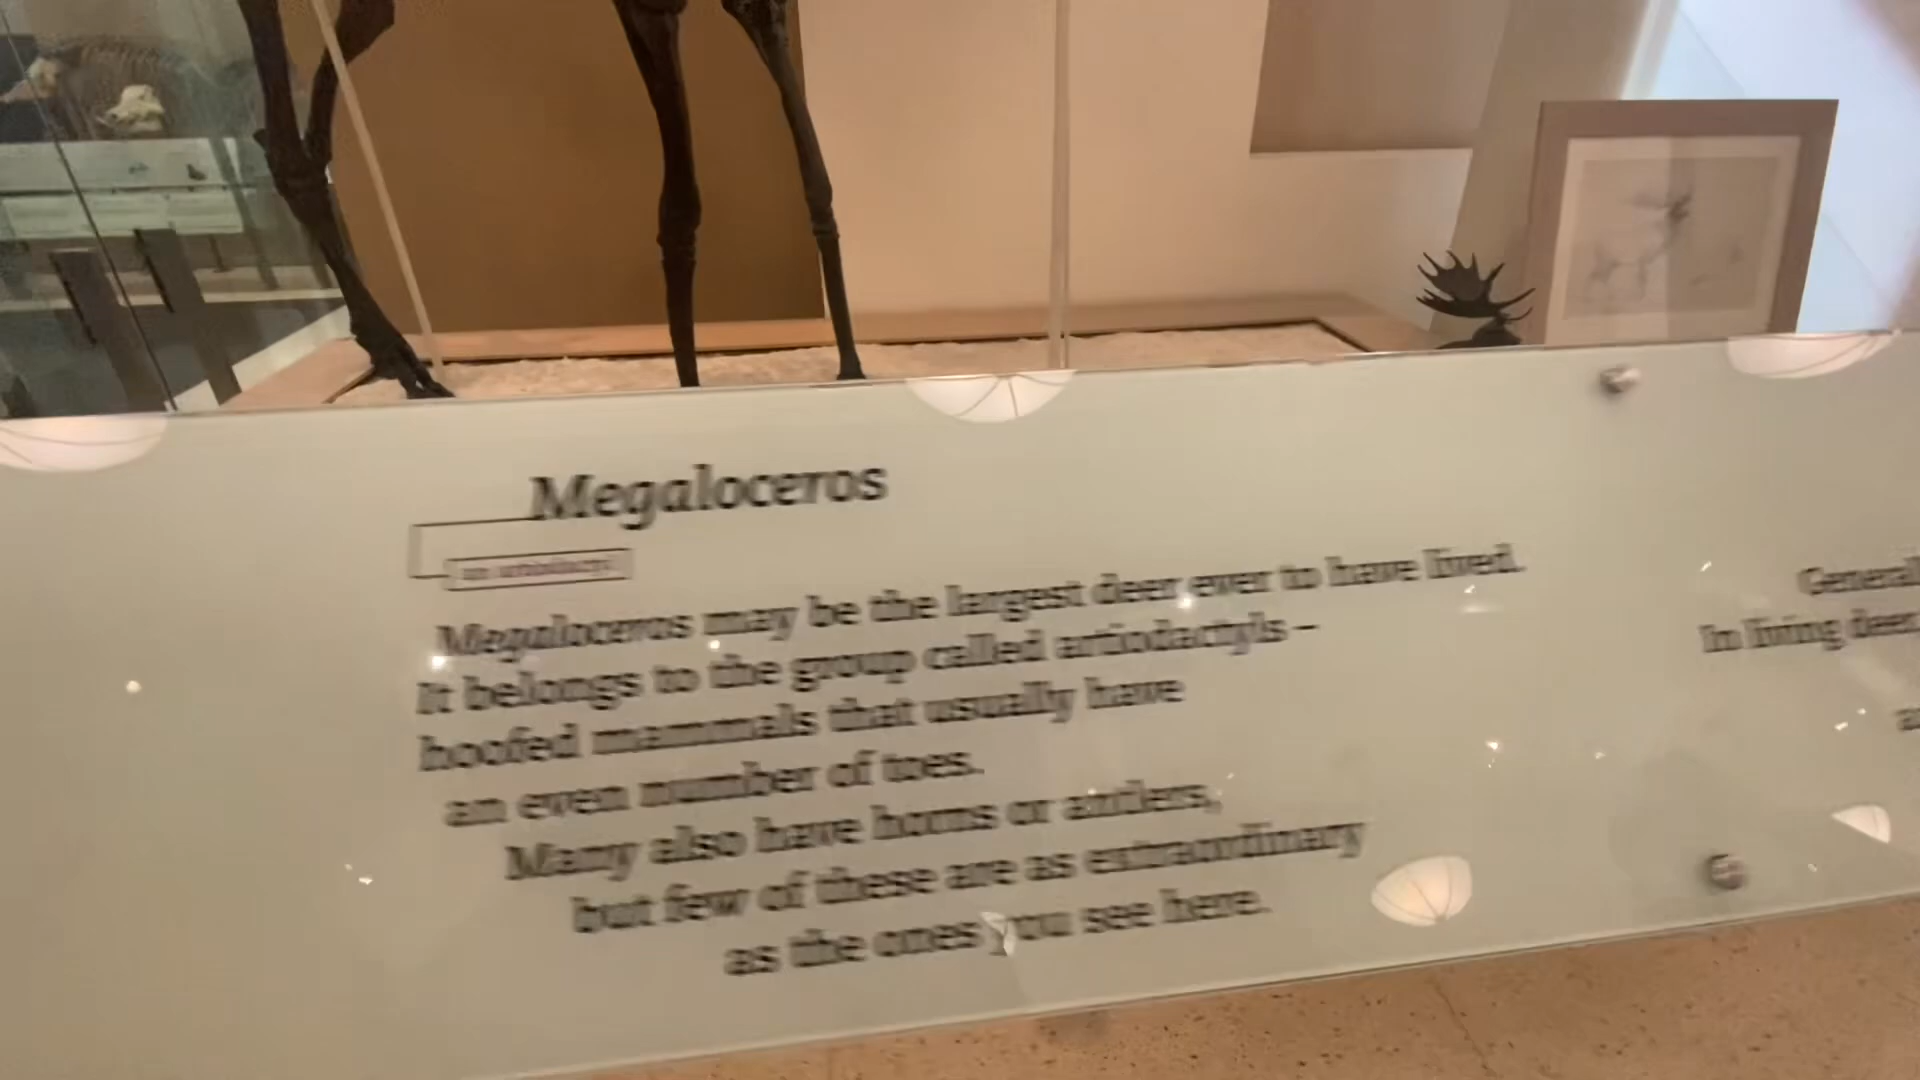 Megaloceros
an artiodactyl
Megaloceros may be the largest deer ever to have lived.
It belongs to the group called artiodactyls –
hoofed mammals that usually have
an even number of toes.
Many also have horns or antlers,
but few of these are as extraordinary
as the ones you see here.
In living deer